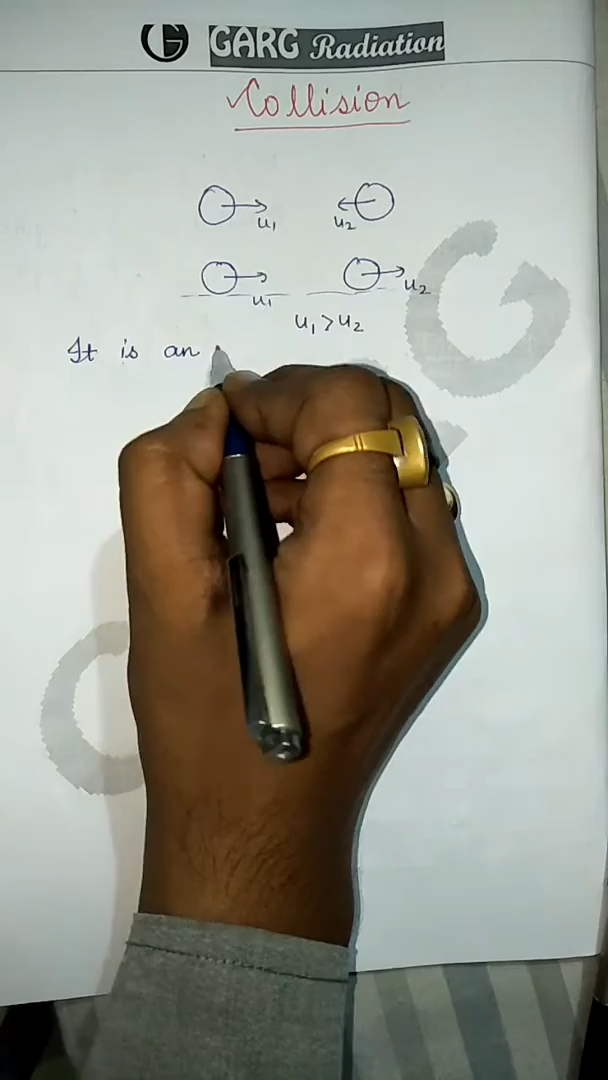 G GARG Radiation
Collision
u₁ u₂
u₁ u₂
u₁ > u₂
It is an
G